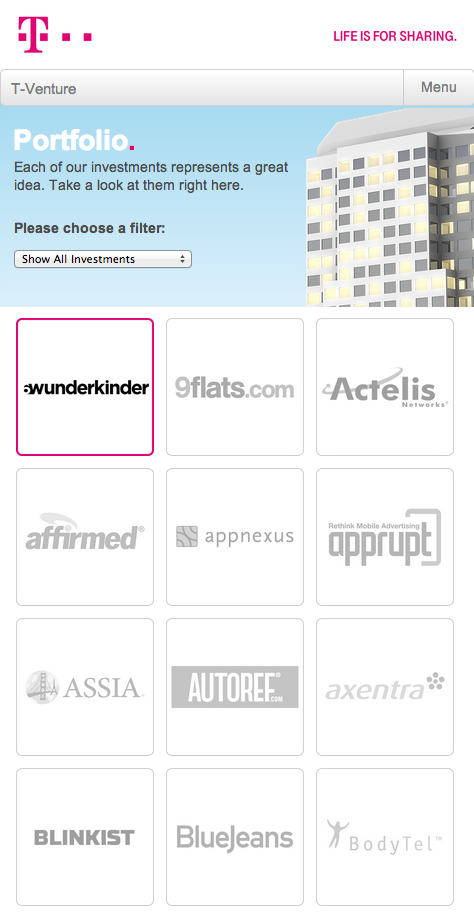 T
LIFE IS FOR SHARING.
T-Venture
Menu
Portfolio.
Each of our investments represents a great
idea. Take a look at them right here.
Please choose a filter:
Show All Investments
wunderkinder
9flats.com
Actelis
Networks®
affirmed®
appnexus
Rethink Mobile Advertising
apprupt
ASSIA
AUTOREF®
.COM
axentra
BLINKIST
BlueJeans
BodyTel™